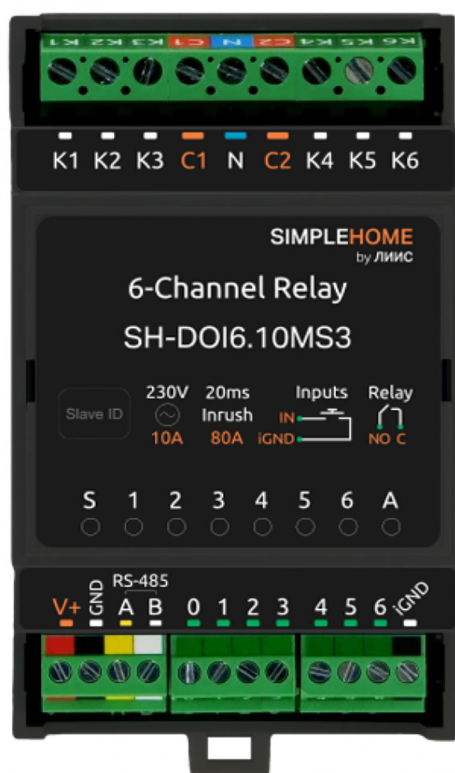 K1 K2 K3 C1 N C2 K4 K5 K6
K1 K2 K3 C1 N C2 K4 K5 K6
SIMPLEHOME
by ЛИИС
6-Channel Relay
SH-DOI6.10MS3
Slave ID
230V 20ms Inputs Relay
Inrush IN
10A 80A iGND NO C
S 1 2 3 4 5 6 A
RS-485
V+ GND A B 0 1 2 3 4 5 6 iGND